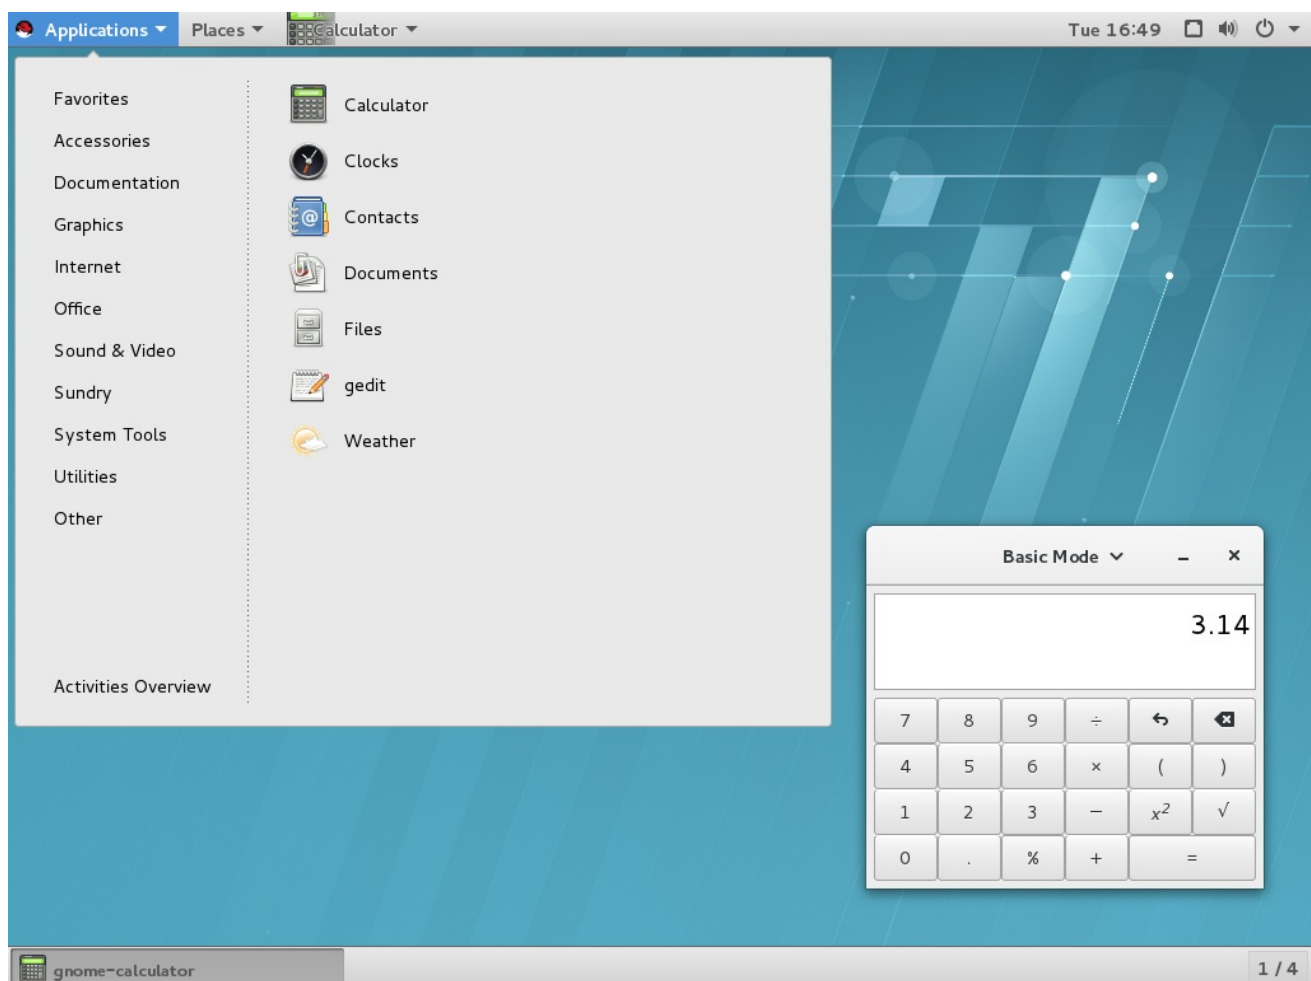 Applications Places Calculator Tue 16:49
Favorites
Accessories
Documentation
Graphics
Internet
Office
Sound & Video
Sundry
System Tools
Utilities
Other
Activities Overview
Calculator
Clocks
Contacts
Documents
Files
gedit
Weather
Basic Mode
3.14
7 8 9 ÷
4 5 6 × ( )
1 2 3 − x² √
0 . % + =
gnome-calculator
1 / 4